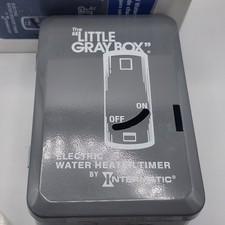 The
"LITTLE
GRAY BOX"®
ON
OFF
ELECTRIC
WATER HEATER TIMER
BY INTERMATIC®